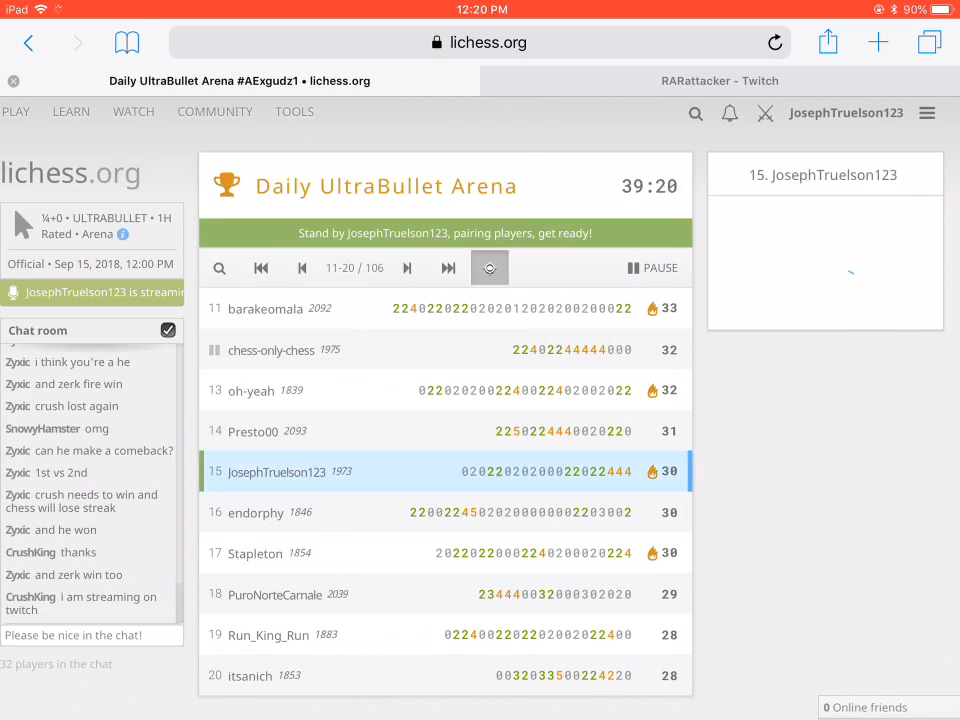 iPad 12:20 PM 90%
lichess.org
Daily UltraBullet Arena #AExgudz1 • lichess.org RARattacker - Twitch
PLAY LEARN WATCH COMMUNITY TOOLS JosephTruelson123
lichess.org
¼+0 • ULTRABULLET • 1H
Rated • Arena
Official • Sep 15, 2018, 12:00 PM
JosephTruelson123 is streami
Chat room
Zyxic i think you're a he
Zyxic and zerk fire win
Zyxic crush lost again
SnowyHamster omg
Zyxic can he make a comeback?
Zyxic 1st vs 2nd
Zyxic crush needs to win and
chess will lose streak
Zyxic and he won
CrushKing thanks
Zyxic and zerk win too
CrushKing i am streaming on
twitch
Please be nice in the chat!
32 players in the chat
Daily UltraBullet Arena 39:20
Stand by JosephTruelson123, pairing players, get ready!
11-20 / 106 PAUSE
11 barakeomala 2092 2240220220202012020200200022 33
chess-only-chess 1975 22402244444000 32
13 oh-yeah 1839 0220202002240022402002022 32
14 Presto00 2093 2250224440020220 31
15 JosephTruelson123 1973 02022020200022022444 30
16 endorphy 1846 22002245020200000002203002 30
17 Stapleton 1854 20220220002240200020224 30
18 PuroNorteCarnale 2039 234440032000302020 29
19 Run_King_Run 1883 0224002202202002022400 28
20 itsanich 1853 0032033500224220 28
15. JosephTruelson123
0 Online friends